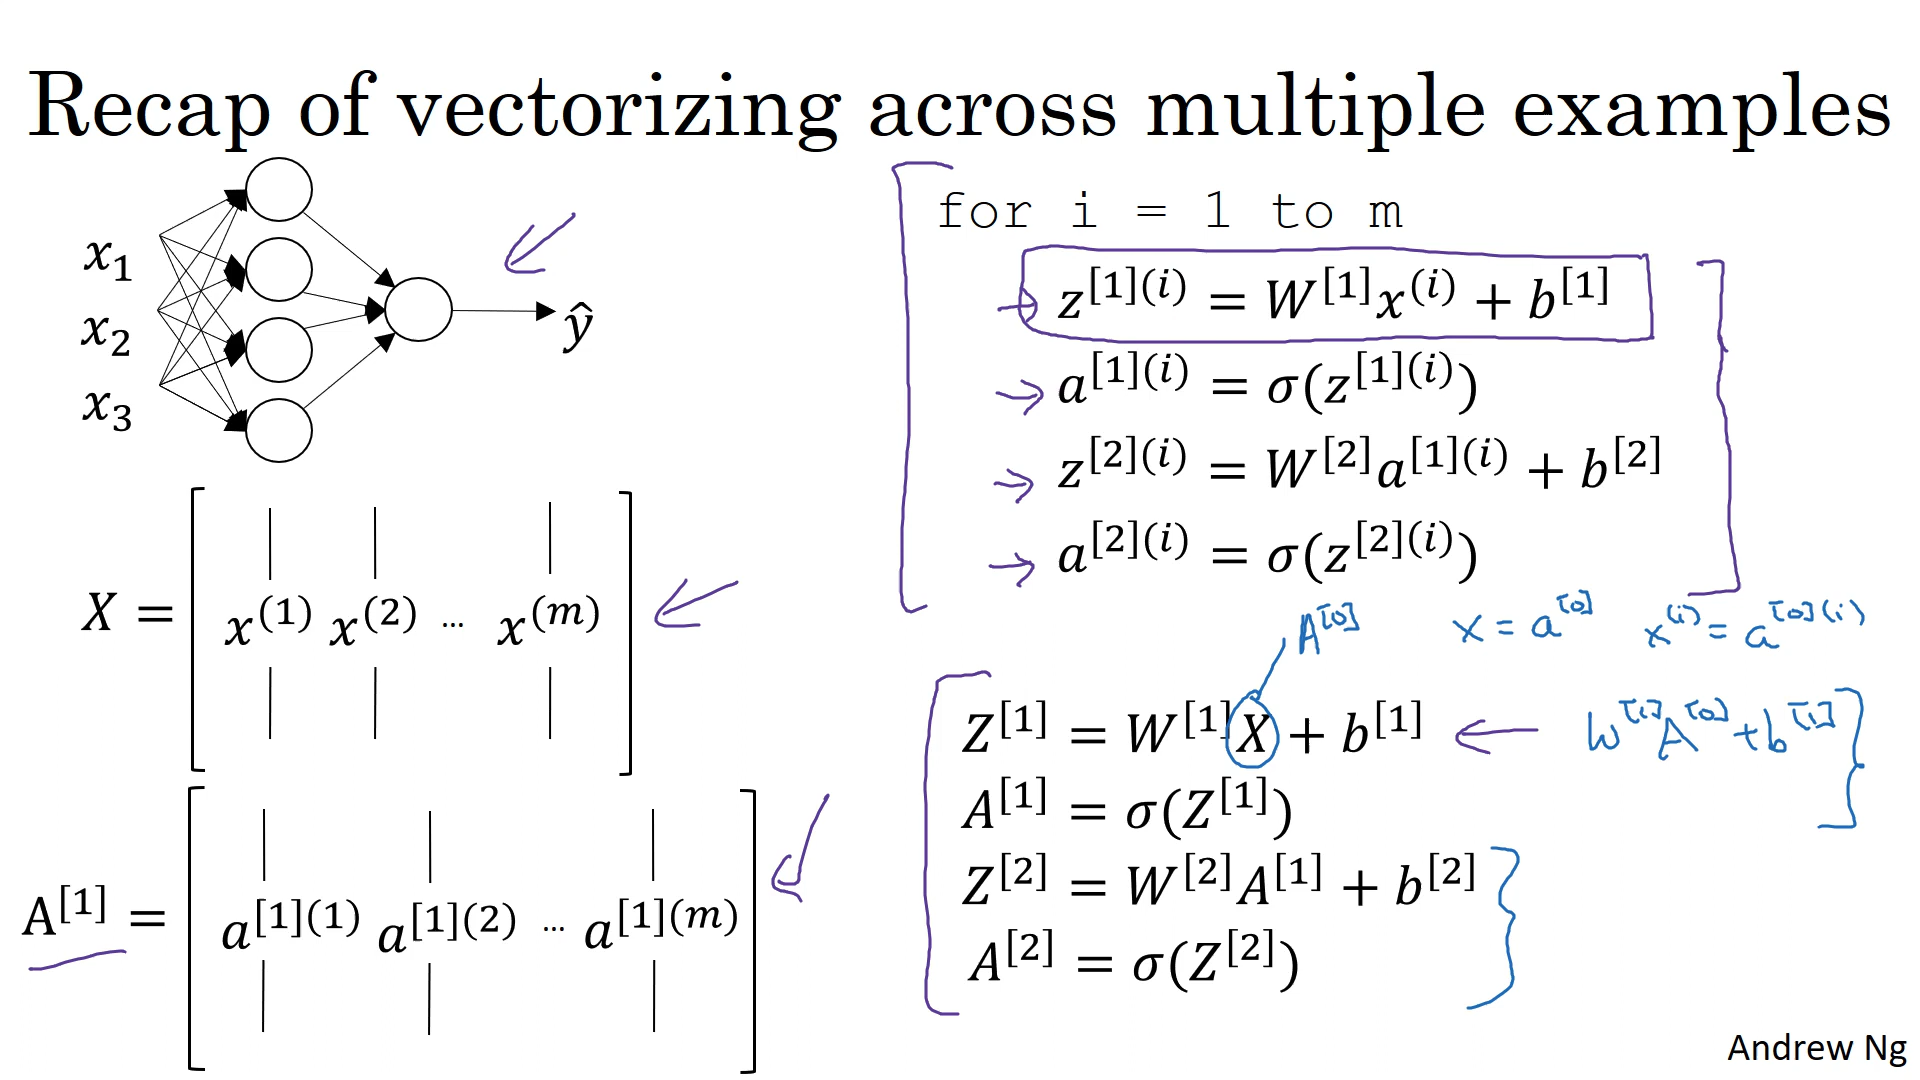 Recap of vectorizing across multiple examples
x₁
x₂
x₃
ŷ
X = [ x⁽¹⁾ x⁽²⁾ ... x⁽ᵐ⁾ ]
A^[1] = [ a^[1](1) a^[1](2) ... a^[1](m) ]
for i = 1 to m
z^[1](i) = W^[1]x^(i) + b^[1]
a^[1](i) = σ(z^[1](i))
z^[2](i) = W^[2]a^[1](i) + b^[2]
a^[2](i) = σ(z^[2](i))
A^[0] x = a^[0] x^(i) = a^[0](i)
Z^[1] = W^[1]X + b^[1] W^[1]A^[0]+b^[1]
A^[1] = σ(Z^[1])
Z^[2] = W^[2]A^[1] + b^[2]
A^[2] = σ(Z^[2])
Andrew Ng